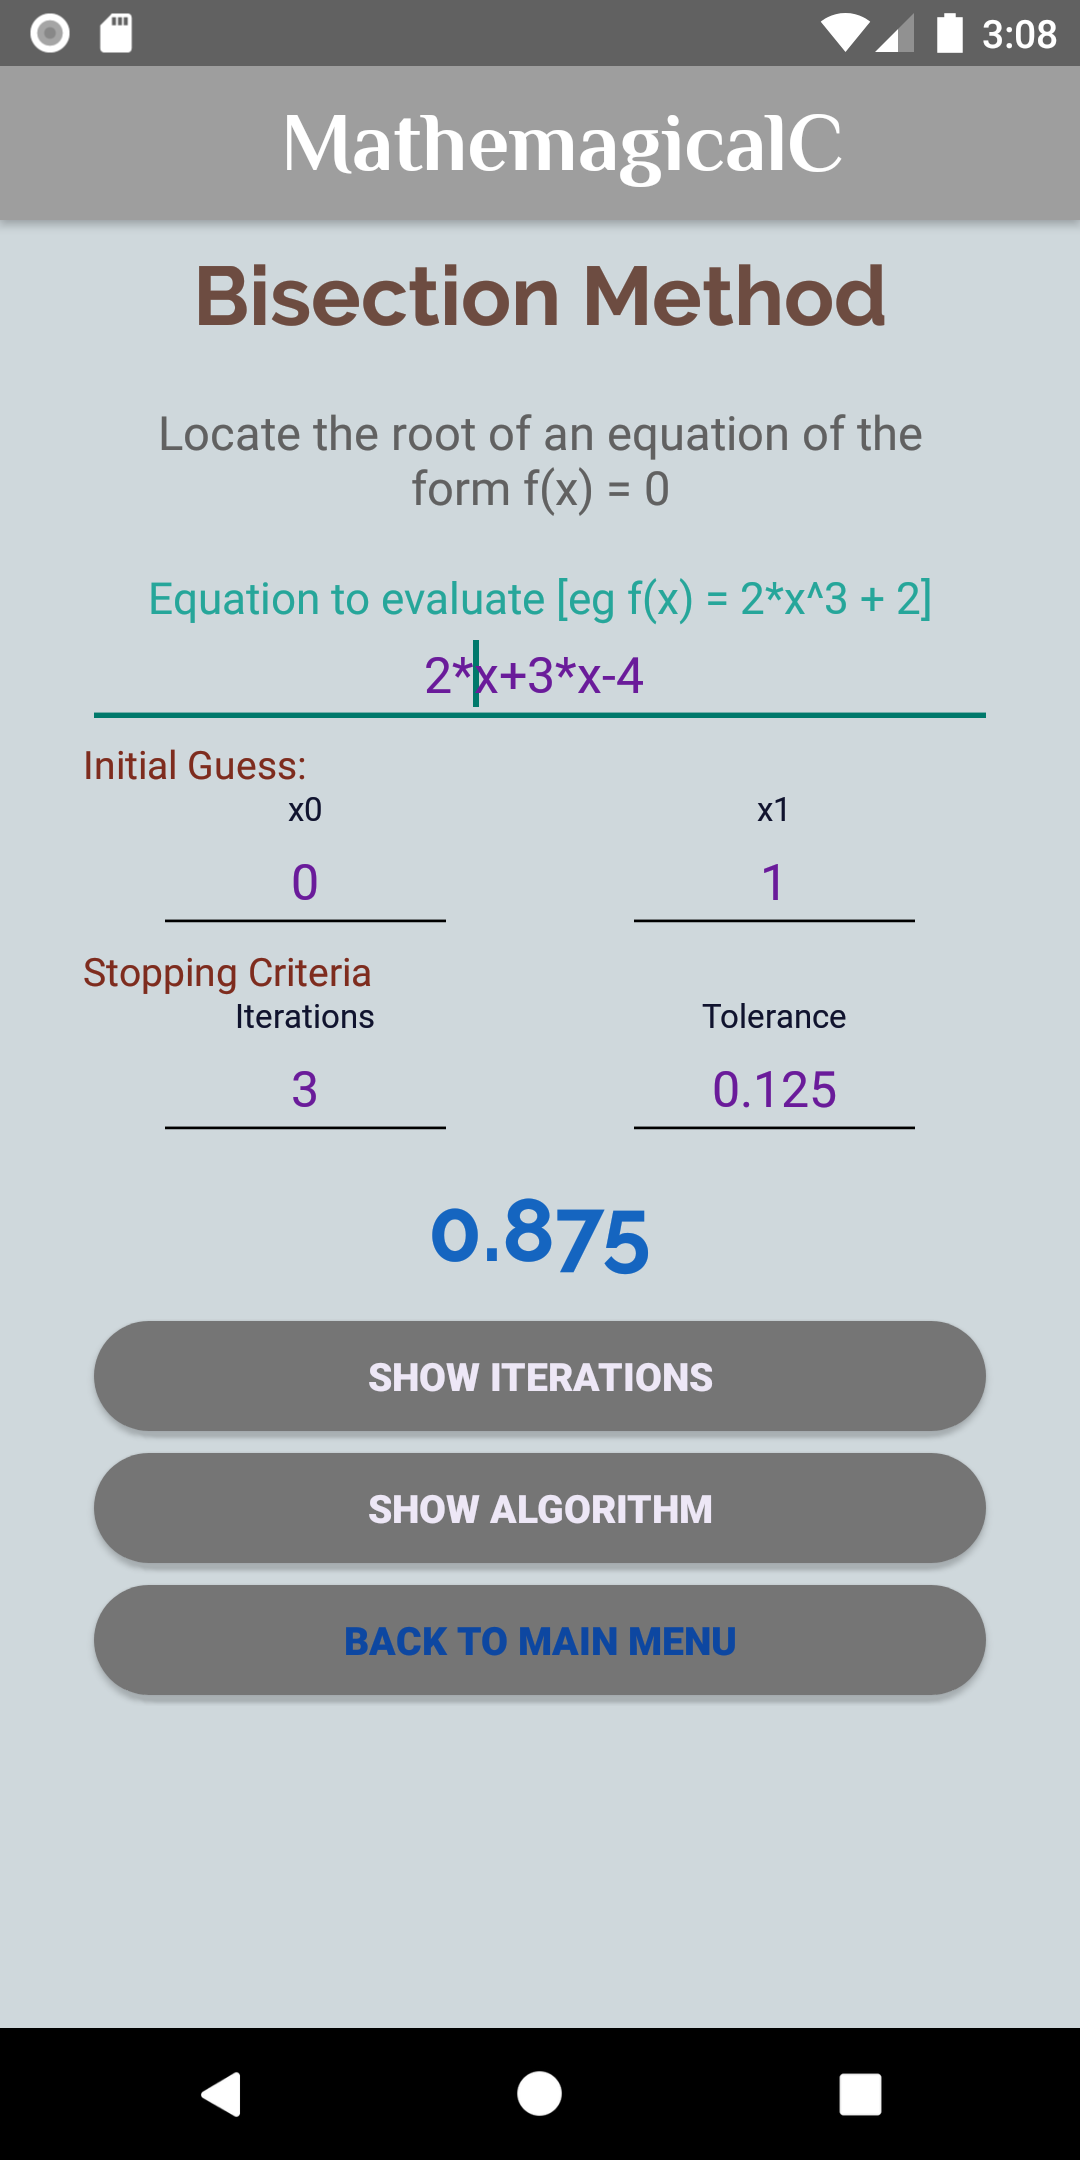 3:08
MathemagicalC
Bisection Method
Locate the root of an equation of the
form f(x) = 0
Equation to evaluate [eg f(x) = 2*x^3 + 2]
2*x+3*x-4
Initial Guess:
x0 x1
0 1
Stopping Criteria
Iterations Tolerance
3 0.125
0.875
SHOW ITERATIONS
SHOW ALGORITHM
BACK TO MAIN MENU